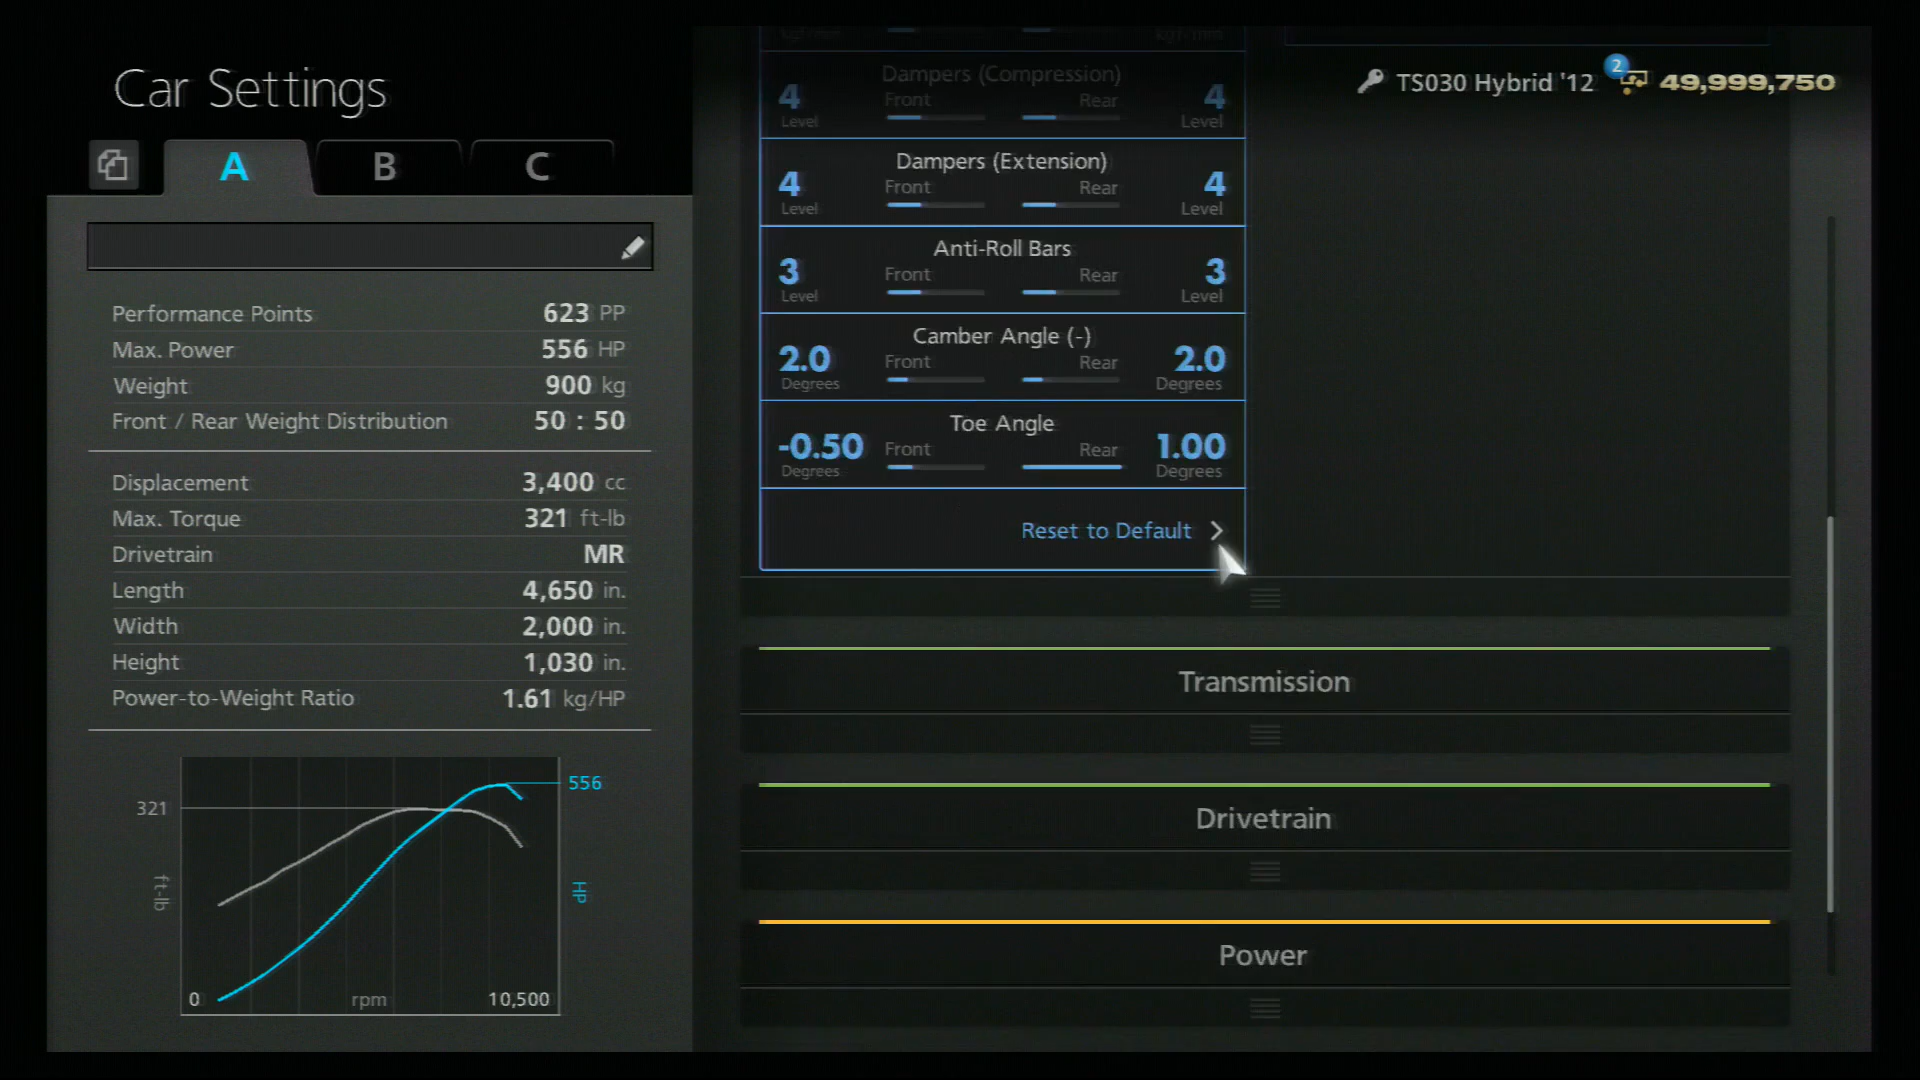 Car Settings
A
B
C
Performance Points 623 PP
Max. Power 556 HP
Weight 900 kg
Front / Rear Weight Distribution 50 : 50
Displacement 3,400 cc
Max. Torque 321 ft-lb
Drivetrain MR
Length 4,650 in.
Width 2,000 in.
Height 1,030 in.
Power-to-Weight Ratio 1.61 kg/HP
556
321
ft-lb
HP
0 rpm 10,500
kgf·mm
Dampers (Compression)
4 Front Rear 4
Level Level
Dampers (Extension)
4 Front Rear 4
Level Level
Anti-Roll Bars
3 Front Rear 3
Level Level
Camber Angle (-)
2.0 Front Rear 2.0
Degrees Degrees
Toe Angle
-0.50 Front Rear 1.00
Degrees Degrees
Reset to Default
TS030 Hybrid '12 2 49,999,750
Transmission
Drivetrain
Power